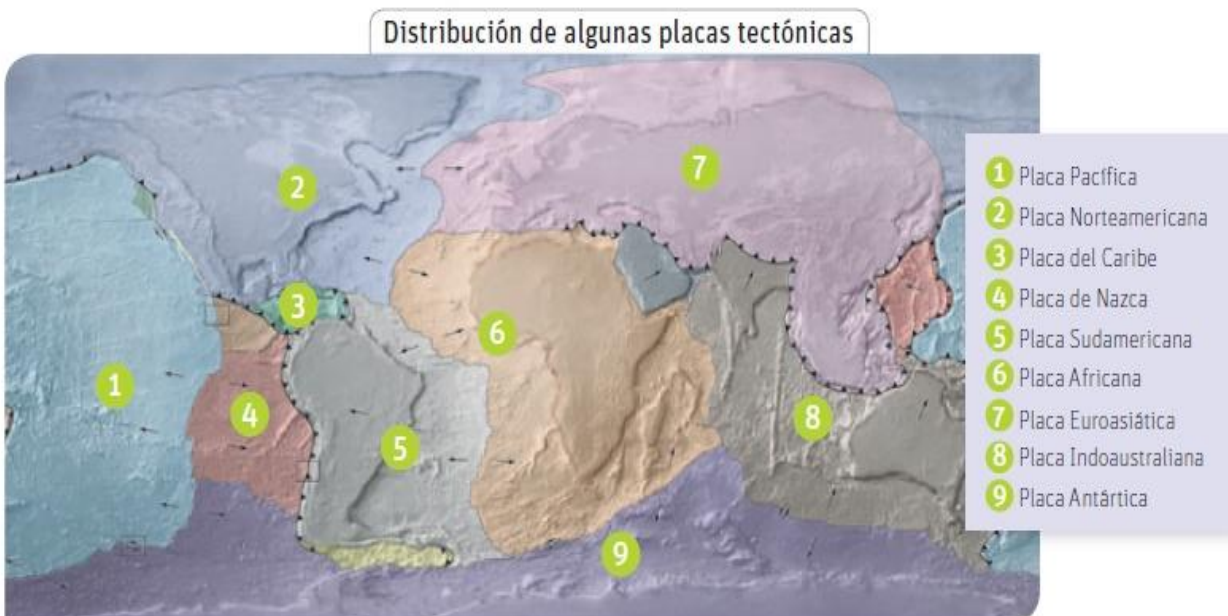 Distribución de algunas placas tectónicas
2
7
3
6
1
4
5
8
9
1 Placa Pacífica
2 Placa Norteamericana
3 Placa del Caribe
4 Placa de Nazca
5 Placa Sudamericana
6 Placa Africana
7 Placa Euroasiática
8 Placa Indoaustraliana
9 Placa Antártica